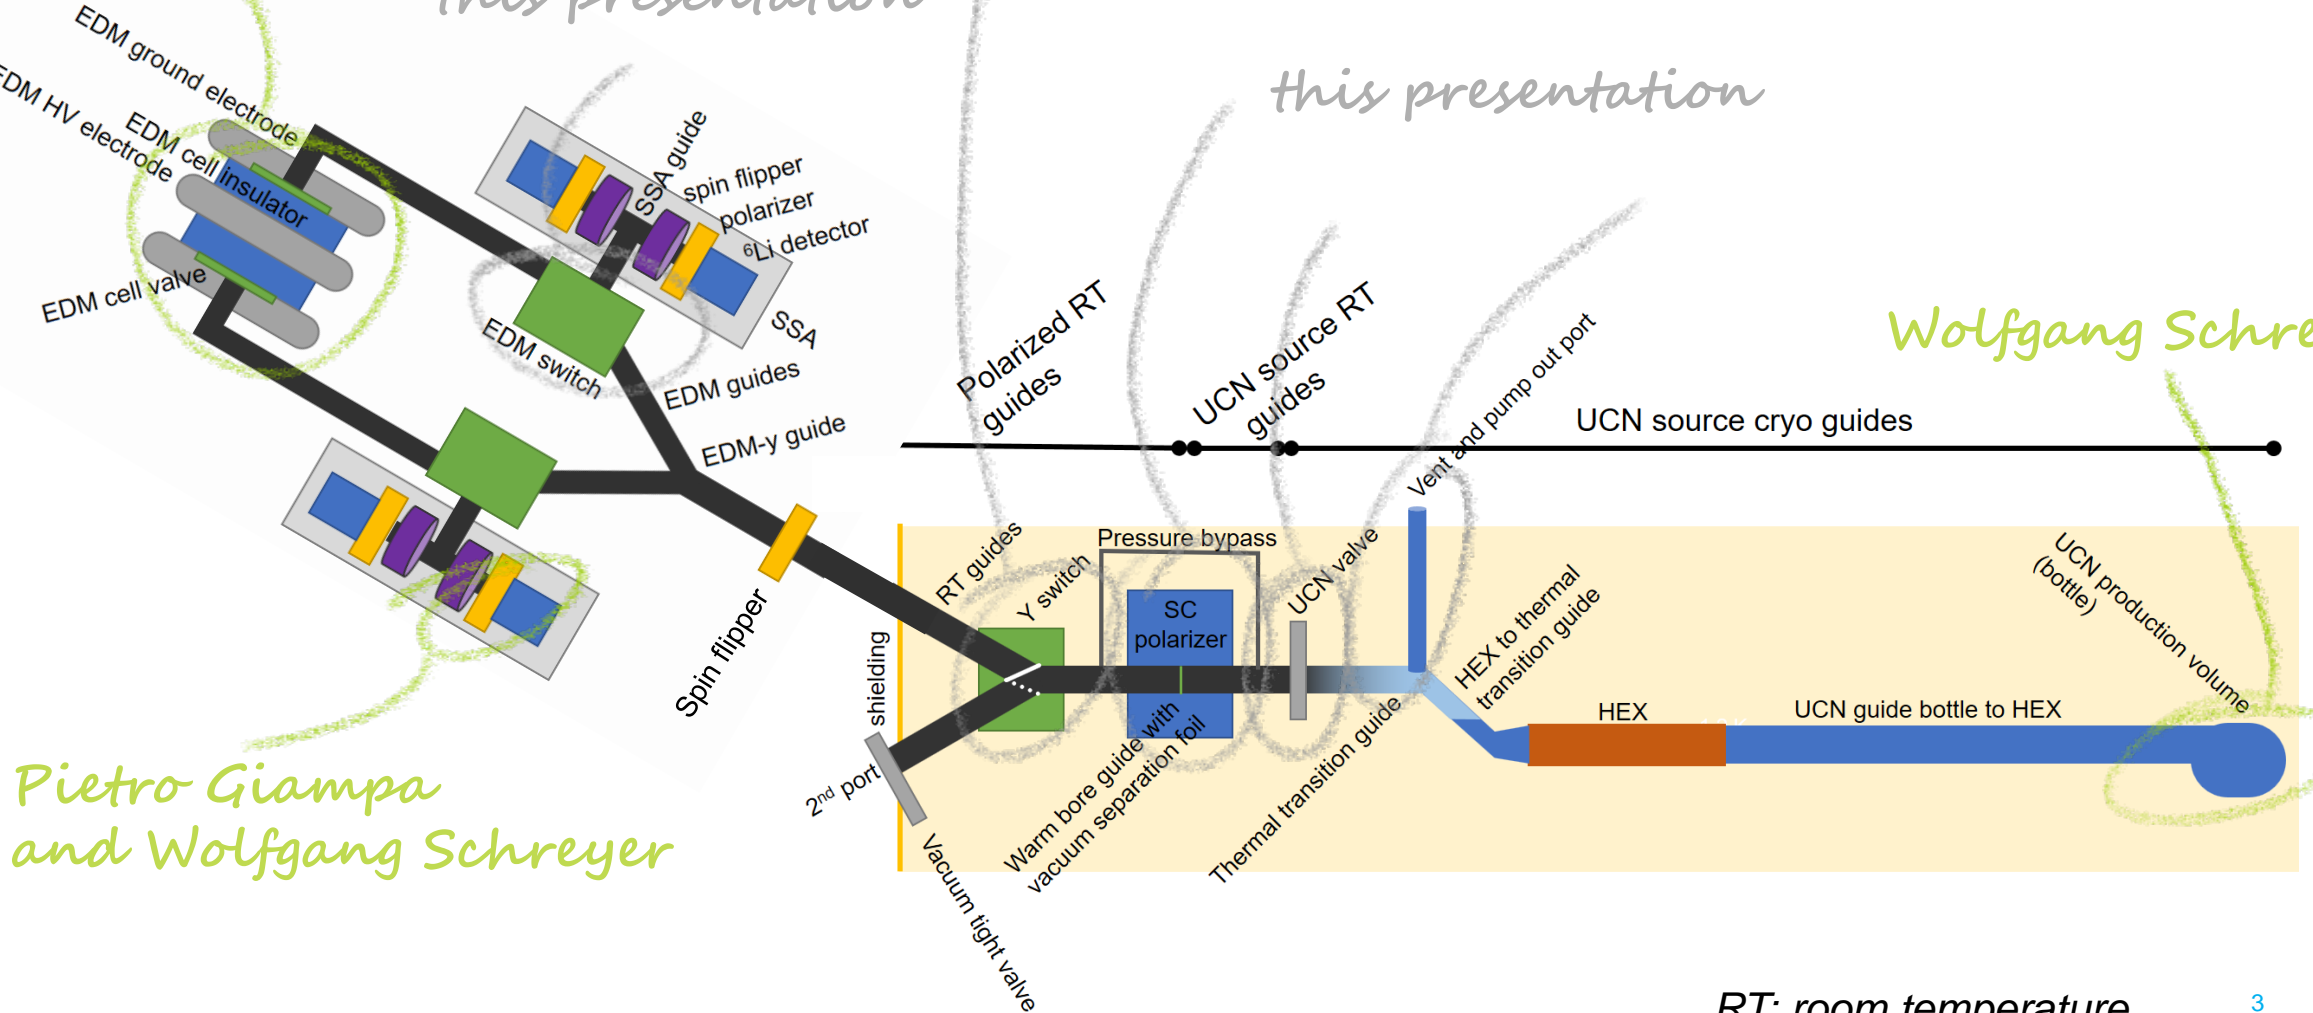 this presentation
EDM ground electrode
EDM HV electrode
EDM cell insulator
EDM cell valve
SSA guide
spin flipper
polarizer
⁶Li detector
SSA
EDM switch
EDM guides
EDM-y guide
this presentation
Polarized RT
guides
UCN source RT
guides
Vent and pump out port
UCN source cryo guides
Wolfgang
RT guides
Y switch
Pressure bypass
UCN valve
SC
polarizer
HEX to thermal
transition guide
UCN production volume
(bottle)
HEX
UCN guide bottle to HEX
shielding
Spin flipper
2nd port
Vacuum tight valve
Warm bore guide with
vacuum separation foil
Thermal transition guide
Pietro Giampa
and Wolfgang Schreyer
RT: room temperature
3